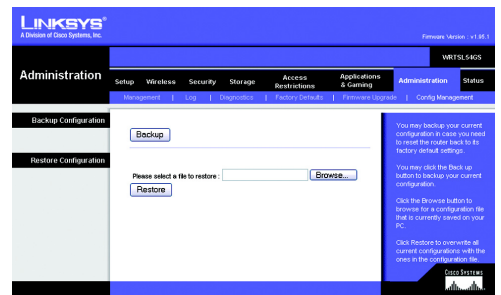 LINKSYS®
A Division of Cisco Systems, Inc.
Firmware Version : v1.95.1
WRTSL54GS
Administration
Setup Wireless Security Storage Access Restrictions Applications & Gaming Administration Status
Management | Log | Diagnostics | Factory Defaults | Firmware Upgrade | Config Management
Backup Configuration
Backup
Restore Configuration
Please select a file to restore : Browse...
Restore
You may backup your current
configuration in case you need
to reset the router back to its
factory default settings.
You may click the Back up
button to backup your current
configuration.
Click the Browse button to
browse for a configuration file
that is currently saved on your
PC.
Click Restore to overwrite all
current configurations with the
ones in the configuration file.
CISCO SYSTEMS